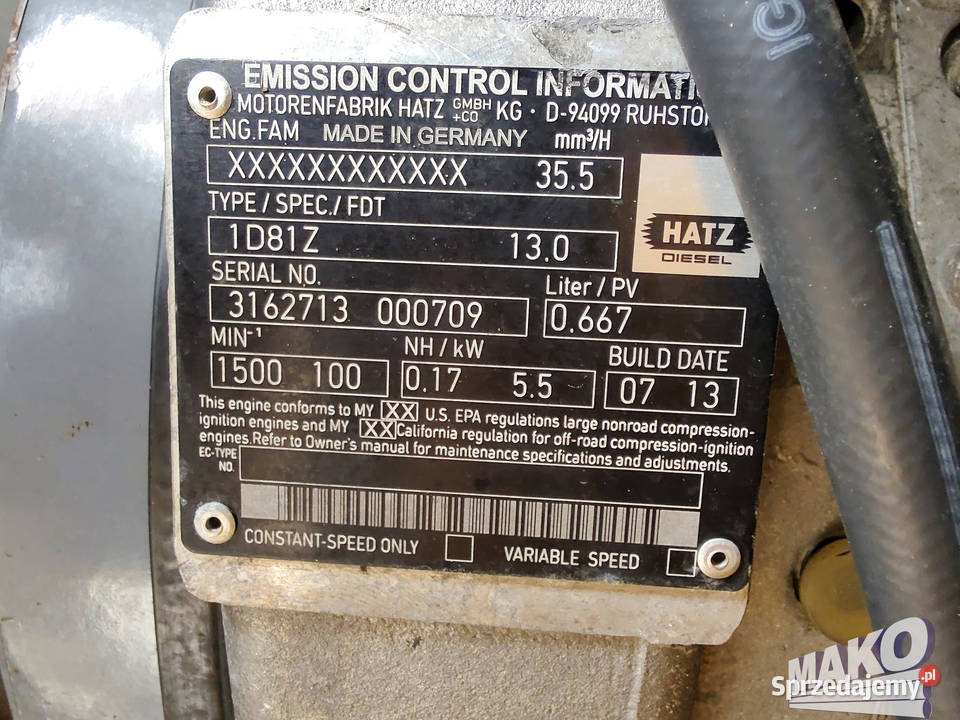 EMISSION CONTROL INFORMATI
MOTORENFABRIK HATZ GMBH +CO KG · D-94099 RUHSTO
ENG.FAM MADE IN GERMANY mm³/H
XXXXXXXXXXXX 35.5
TYPE / SPEC./ FDT
1D81Z 13.0
HATZ
DIESEL
SERIAL NO. Liter / PV
3162713 000709 0.667
MIN⁻¹ NH / kW BUILD DATE
1500 100 0.17 5.5 07 13
This engine conforms to MY XX U.S. EPA regulations large nonroad compression-
ignition engines and MY XX California regulation for off-road compression-ignition
engines. Refer to Owner's manual for maintenance specifications and adjustments.
EC-TYPE
NO.
CONSTANT-SPEED ONLY VARIABLE SPEED
IG
MAKO
Sprzedajemy.pl